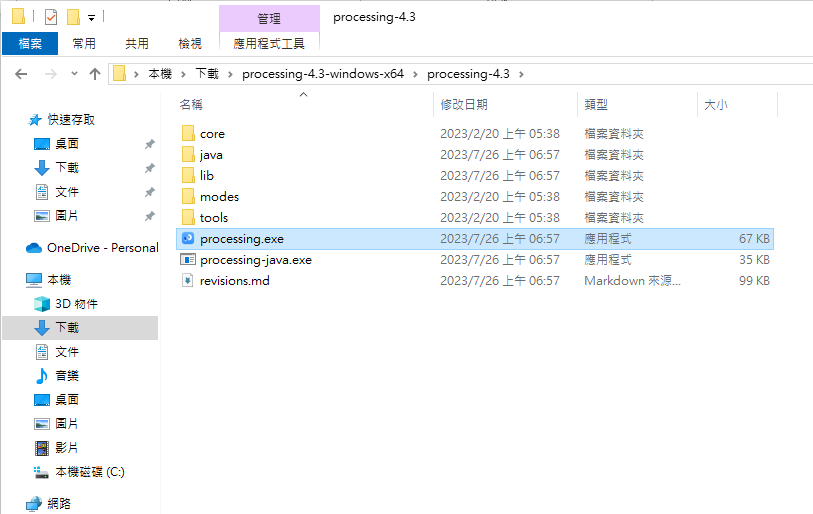 管理
processing-4.3
檔案
常用
共用
檢視
應用程式工具
本機 › 下載 › processing-4.3-windows-x64 › processing-4.3 ›
名稱 修改日期 類型 大小
快速存取
桌面
下載
文件
圖片
OneDrive - Personal
本機
3D 物件
下載
文件
音樂
桌面
圖片
影片
本機磁碟 (C:)
網路
core 2023/2/20 上午 05:38 檔案資料夾
java 2023/7/26 上午 06:57 檔案資料夾
lib 2023/7/26 上午 06:57 檔案資料夾
modes 2023/2/20 上午 05:38 檔案資料夾
tools 2023/2/20 上午 05:38 檔案資料夾
processing.exe 2023/7/26 上午 06:57 應用程式 67 KB
processing-java.exe 2023/7/26 上午 06:57 應用程式 35 KB
revisions.md 2023/7/26 上午 06:57 Markdown 來源... 99 KB